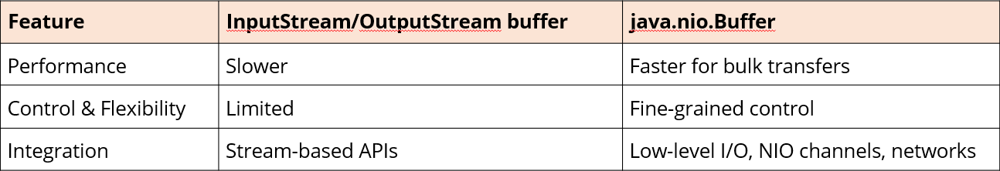 Feature InputStream/OutputStream buffer java.nio.Buffer
Performance Slower Faster for bulk transfers
Control & Flexibility Limited Fine-grained control
Integration Stream-based APIs Low-level I/O, NIO channels, networks